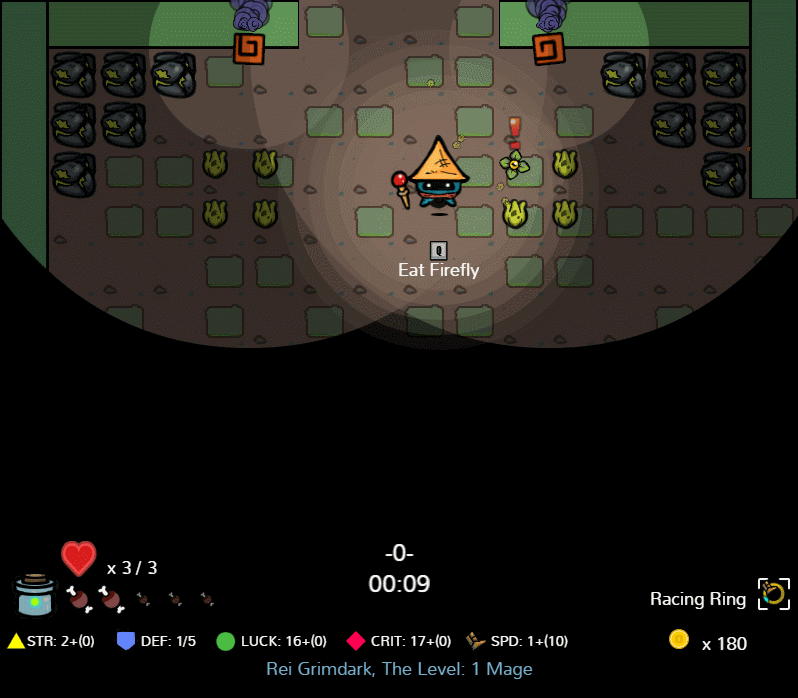 !
Q
Eat Firefly
x 3 / 3
-0-
00:09
Racing Ring
STR: 2+(0) DEF: 1/5 LUCK: 16+(0) CRIT: 17+(0) SPD: 1+(10)
x 180
Rei Grimdark, The Level: 1 Mage